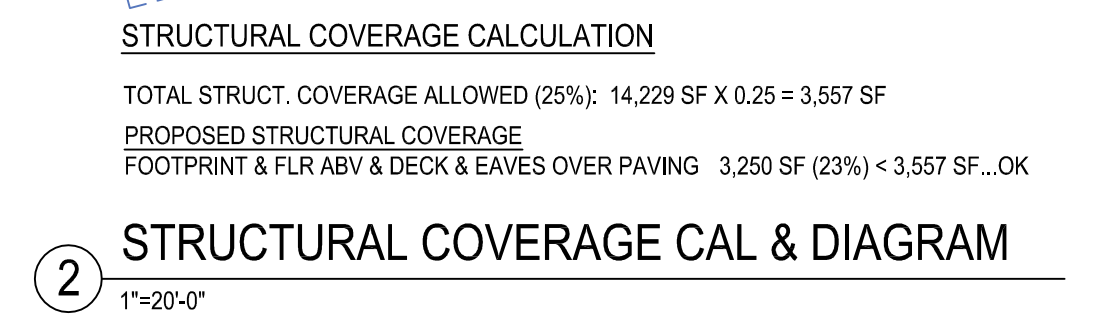 STRUCTURAL COVERAGE CALCULATION
TOTAL STRUCT. COVERAGE ALLOWED (25%): 14,229 SF X 0.25 = 3,557 SF
PROPOSED STRUCTURAL COVERAGE
FOOTPRINT & FLR ABV & DECK & EAVES OVER PAVING 3,250 SF (23%) < 3,557 SF...OK
2 STRUCTURAL COVERAGE CAL & DIAGRAM
1"=20'-0"